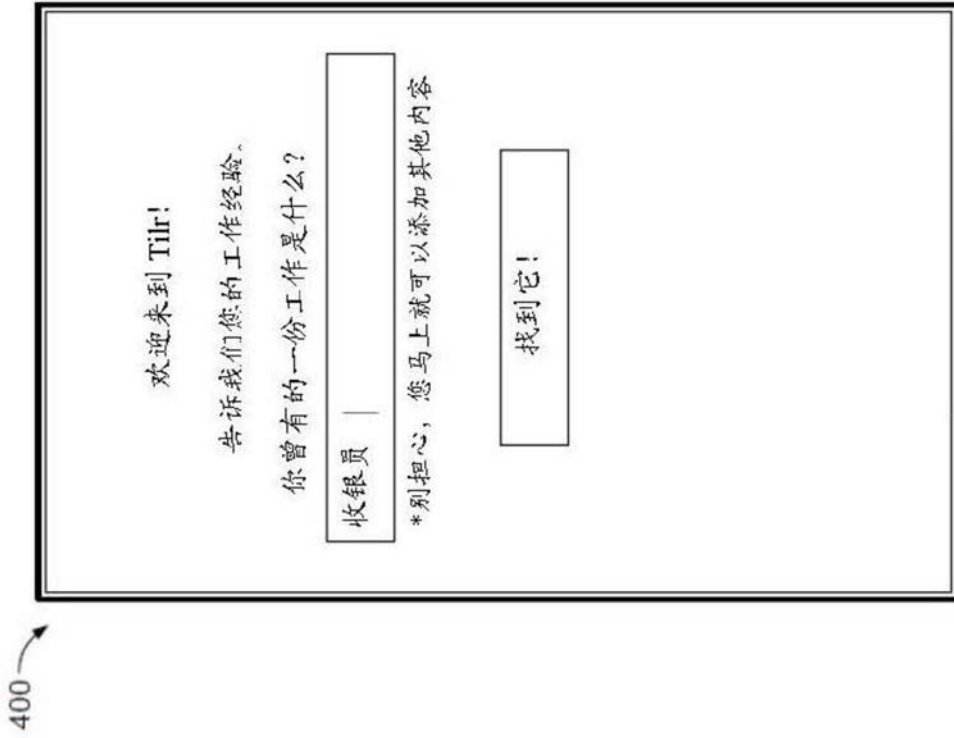 400
欢迎来到 Tilr!
告诉我们您的工作经验、
你曾有的一份工作是什么？
收银员
*别担心，您马上就可以添加其他内容
找到它！